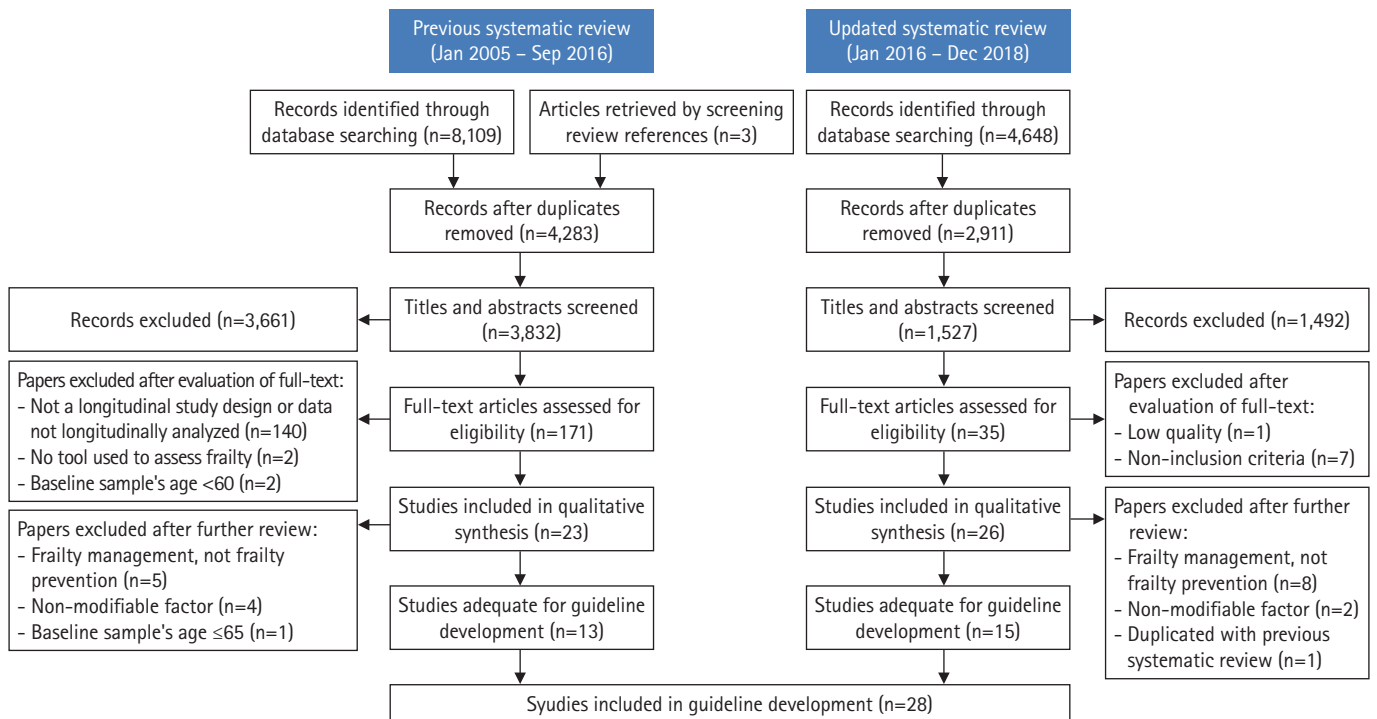 Previous systematic review
(Jan 2005 – Sep 2016)
Updated systematic review
(Jan 2016 – Dec 2018)
Records identified through
database searching (n=8,109)
Articles retrieved by screening
review references (n=3)
Records identified through
database searching (n=4,648)
Records after duplicates
removed (n=4,283)
Records after duplicates
removed (n=2,911)
Records excluded (n=3,661)
Titles and abstracts screened
(n=3,832)
Titles and abstracts screened
(n=1,527)
Records excluded (n=1,492)
Papers excluded after evaluation of full-text:
- Not a longitudinal study design or data
not longitudinally analyzed (n=140)
- No tool used to assess frailty (n=2)
- Baseline sample's age <60 (n=2)
Full-text articles assessed for
eligibility (n=171)
Full-text articles assessed for
eligibility (n=35)
Papers excluded after
evaluation of full-text:
- Low quality (n=1)
- Non-inclusion criteria (n=7)
Papers excluded after further review:
- Frailty management, not frailty
prevention (n=5)
- Non-modifiable factor (n=4)
- Baseline sample's age ≤65 (n=1)
Studies included in qualitative
synthesis (n=23)
Studies included in qualitative
synthesis (n=26)
Papers excluded after further
review:
- Frailty management, not
frailty prevention (n=8)
- Non-modifiable factor (n=2)
- Duplicated with previous
systematic review (n=1)
Studies adequate for guideline
development (n=13)
Studies adequate for guideline
development (n=15)
Syudies included in guideline development (n=28)